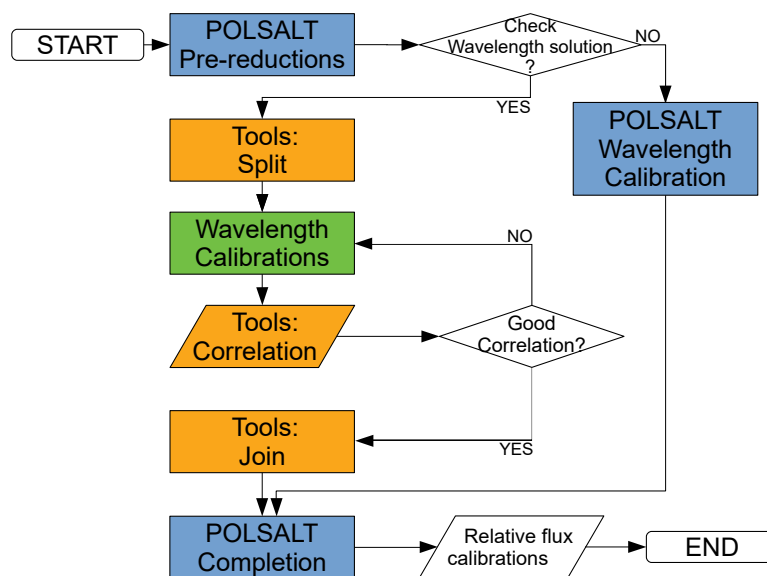 START
POLSALT
Pre-reductions
Check
Wavelength solution
?
NO
YES
Tools:
Split
POLSALT
Wavelength
Calibration
Wavelength
Calibrations
NO
Tools:
Correlation
Good
Correlation?
Tools:
Join
YES
POLSALT
Completion
Relative flux
calibrations
END